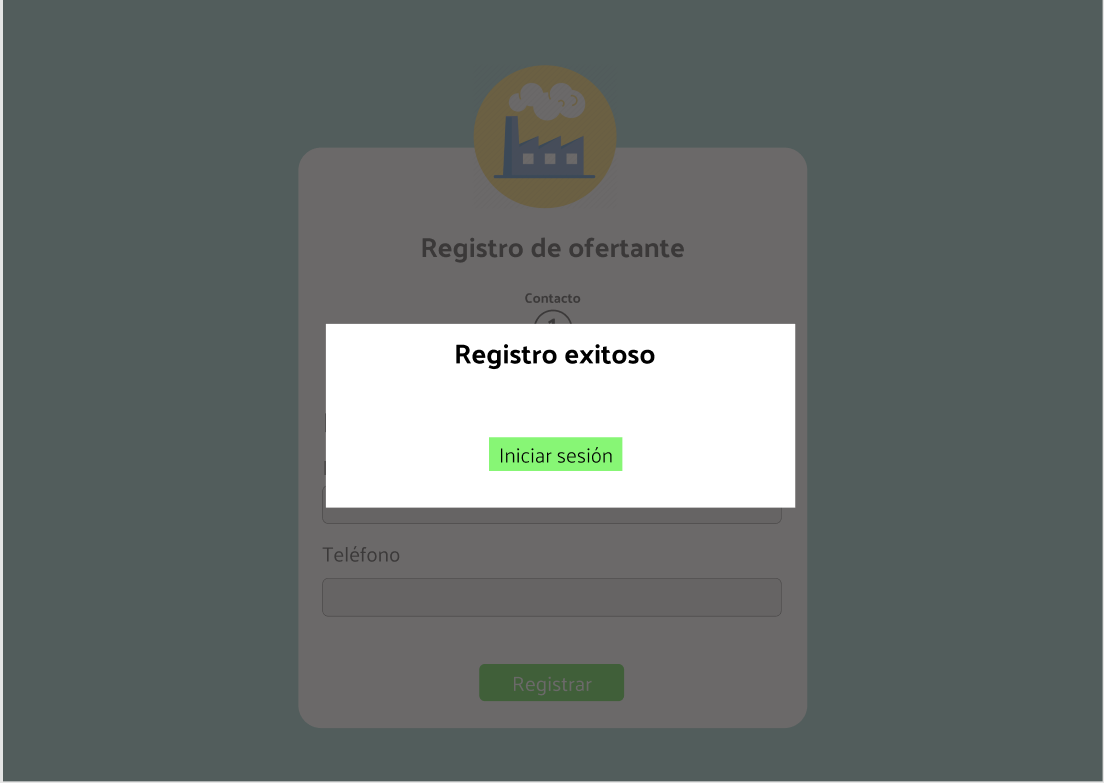 Registro de ofertante
Contacto
Registro exitoso
Iniciar sesión
Teléfono
Registrar